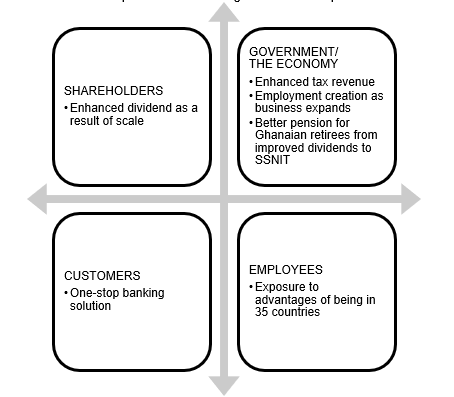 SHAREHOLDERS
•Enhanced dividend as a
result of scale
GOVERNMENT/
THE ECONOMY
•Enhanced tax revenue
•Employment creation as
business expands
•Better pension for
Ghanaian retirees from
improved dividends to
SSNIT
CUSTOMERS
•One-stop banking
solution
EMPLOYEES
•Exposure to
advantages of being in
35 countries